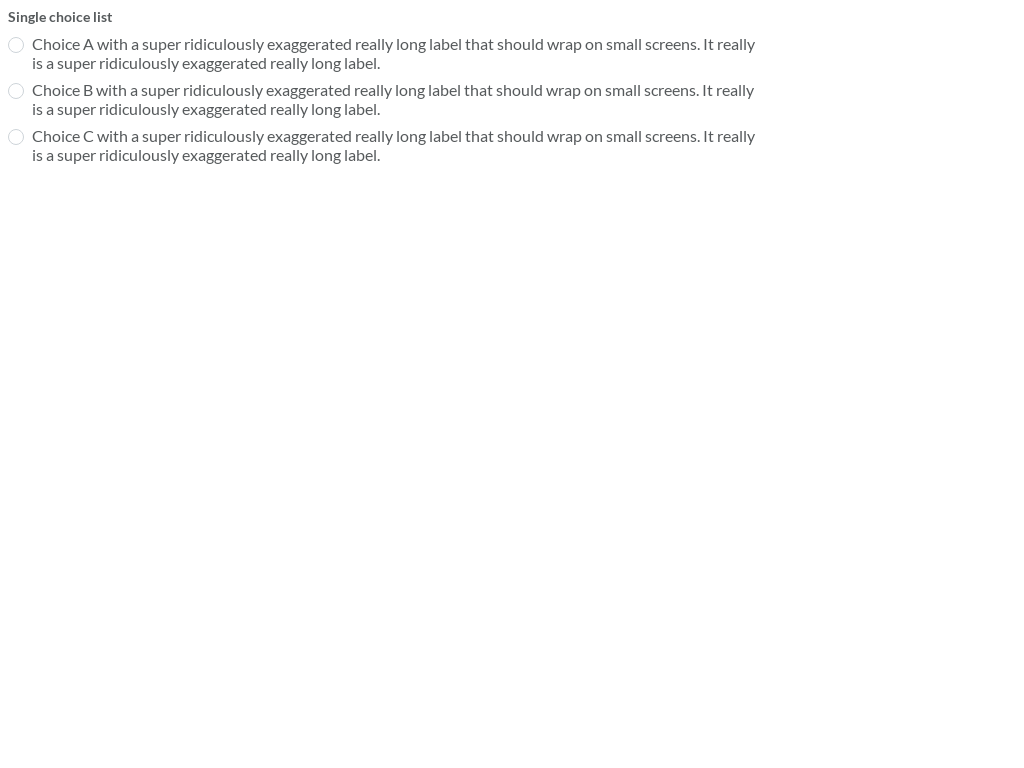 Single choice list
Choice A with a super ridiculously exaggerated really long label that should wrap on small screens. It really
is a super ridiculously exaggerated really long label.
Choice B with a super ridiculously exaggerated really long label that should wrap on small screens. It really
is a super ridiculously exaggerated really long label.
Choice C with a super ridiculously exaggerated really long label that should wrap on small screens. It really
is a super ridiculously exaggerated really long label.